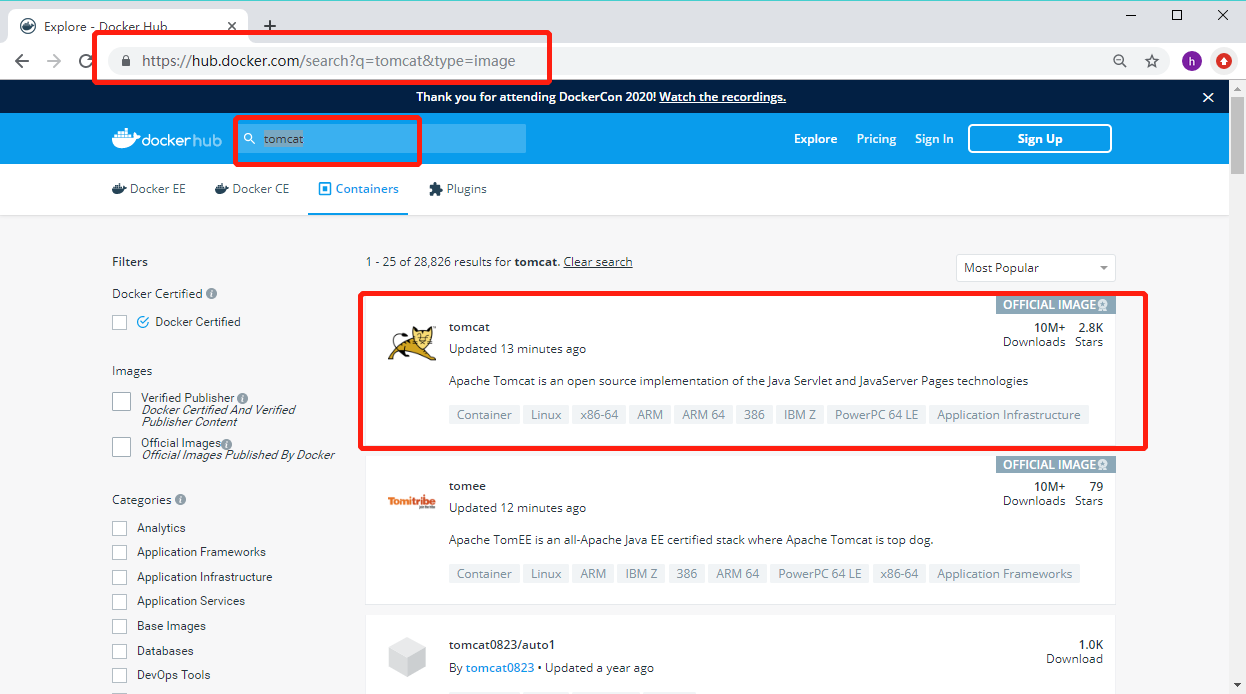 Explore - Docker Hub
https://hub.docker.com/search?q=tomcat&type=image
h
Thank you for attending DockerCon 2020! Watch the recordings.
docker hub
tomcat
Explore
Pricing
Sign In
Sign Up
Docker EE
Docker CE
Containers
Plugins
Filters
1 - 25 of 28,826 results for tomcat. Clear search
Most Popular
Docker Certified
Docker Certified
Images
Verified Publisher
Docker Certified And Verified
Publisher Content
Official Images
Official Images Published By Docker
Categories
Analytics
Application Frameworks
Application Infrastructure
Application Services
Base Images
Databases
DevOps Tools
OFFICIAL IMAGE
tomcat
10M+ 2.8K
Downloads Stars
Updated 13 minutes ago
Apache Tomcat is an open source implementation of the Java Servlet and JavaServer Pages technologies
Container Linux x86-64 ARM ARM 64 386 IBM Z PowerPC 64 LE Application Infrastructure
OFFICIAL IMAGE
Tomitribe
tomee
10M+ 79
Downloads Stars
Updated 12 minutes ago
Apache TomEE is an all-Apache Java EE certified stack where Apache Tomcat is top dog.
Container Linux ARM IBM Z 386 ARM 64 PowerPC 64 LE x86-64 Application Frameworks
tomcat0823/auto1
1.0K
Download
By tomcat0823 • Updated a year ago